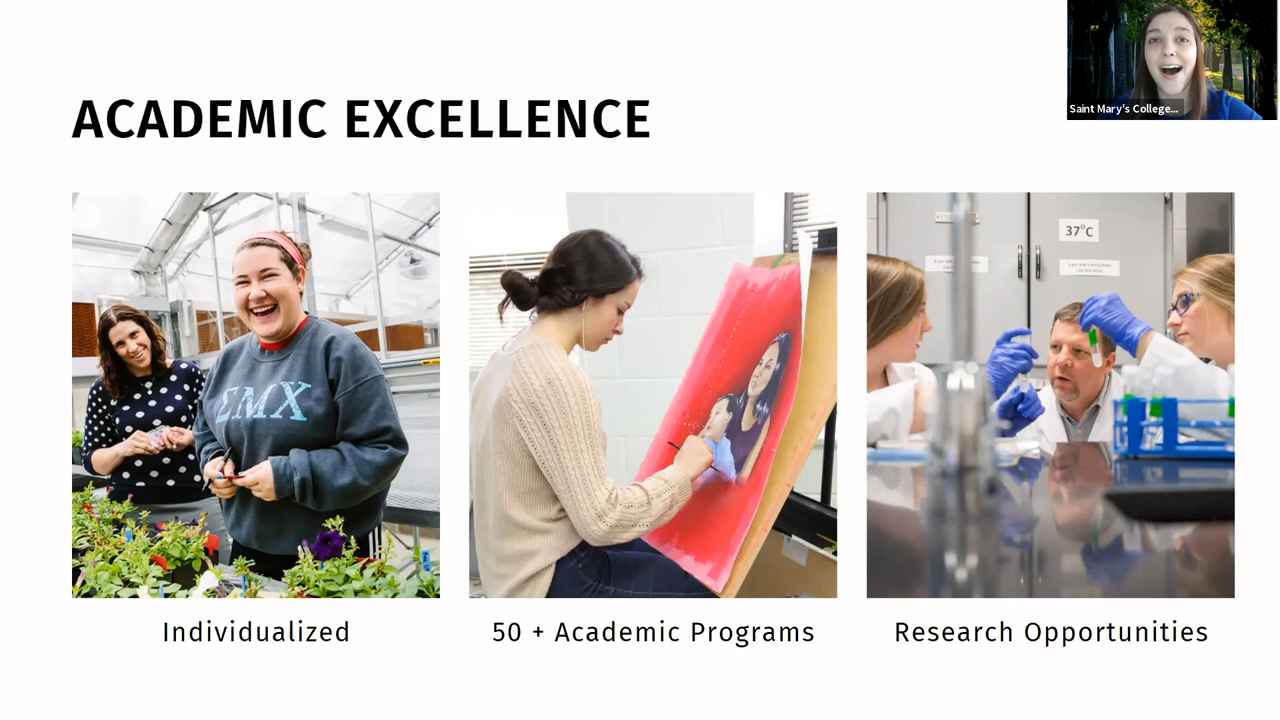 Saint Mary's College...
ACADEMIC EXCELLENCE
ΣMX
37°C
Individualized
50 + Academic Programs
Research Opportunities